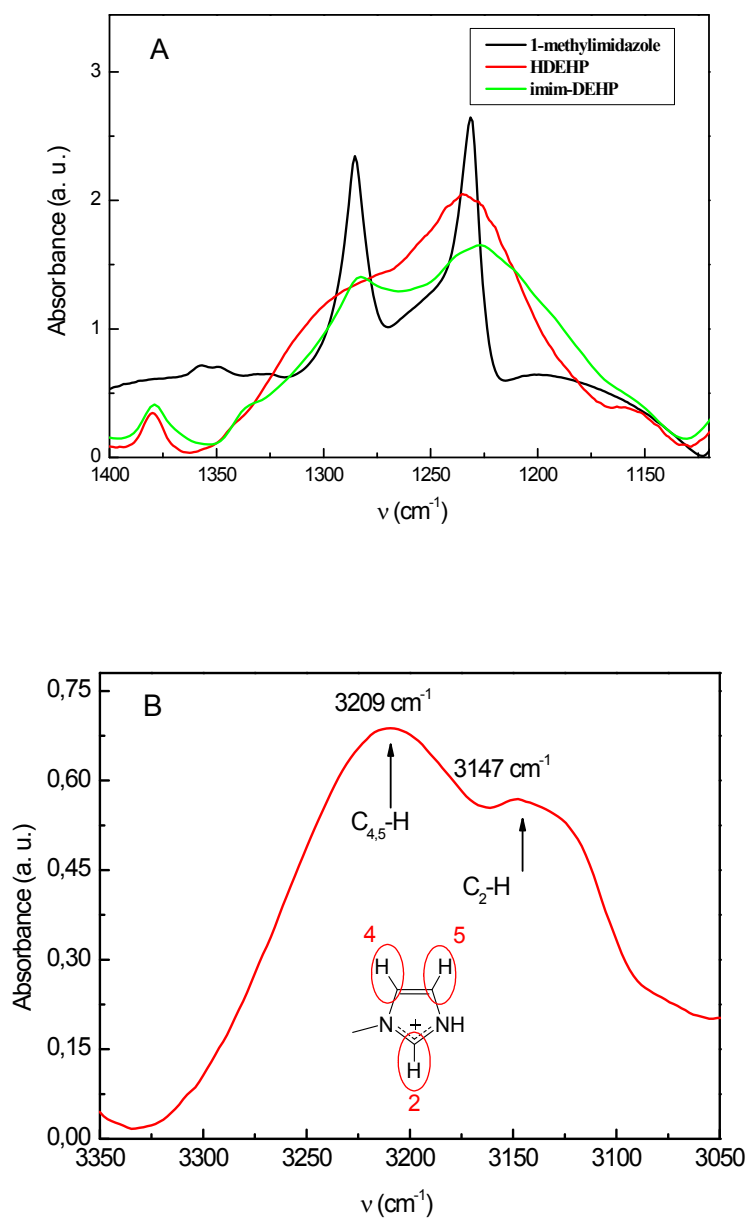 A
1-methylimidazole
HDEHP
imim-DEHP
Absorbance (a. u.)
3
2
1
0
1400 1350 1300 1250 1200 1150
ν (cm⁻¹)
B
3209 cm⁻¹
3147 cm⁻¹
C₄,₅-H
C₂-H
Absorbance (a. u.)
0,75
0,60
0,45
0,30
0,15
0,00
4 5
H H
N + NH
H
2
3350 3300 3250 3200 3150 3100 3050
ν (cm⁻¹)